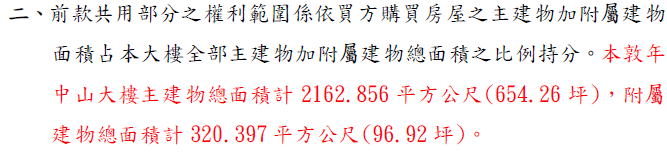 二、前款共用部分之權利範圍係依買方購買房屋之主建物加附屬建物
面積占本大樓全部主建物加附屬建物總面積之比例持分。本敦年
中山大樓主建物總面積計 2162.856 平方公尺(654.26 坪)，附屬
建物總面積計 320.397 平方公尺(96.92 坪)。